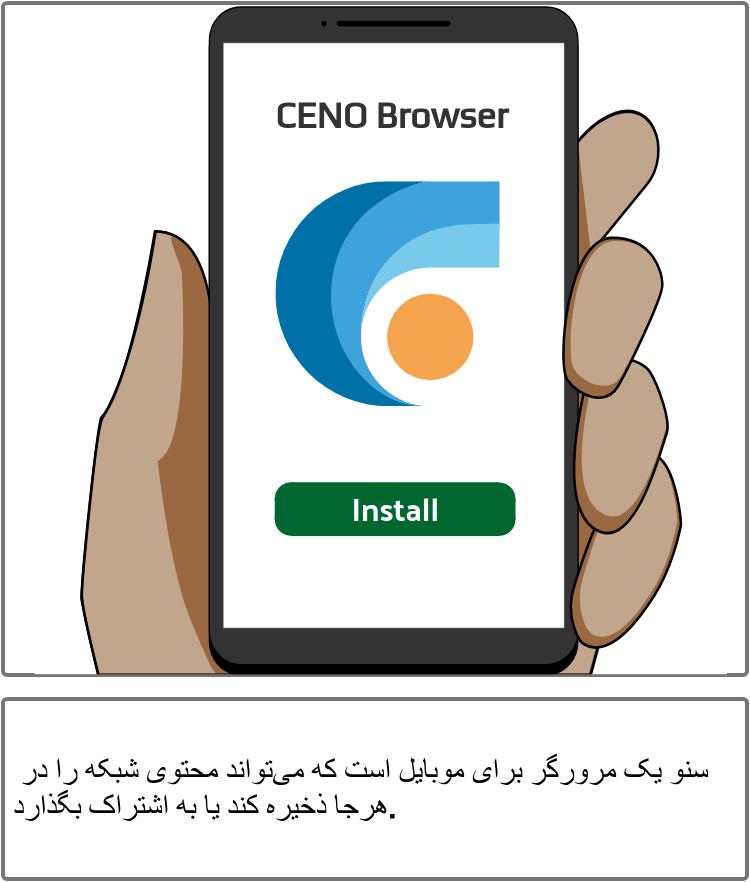 CENO Browser
Install
سنو یک مرورگر برای موبایل است که می‌تواند محتوی شبکه را در
هرجا ذخیره کند یا به اشتراک بگذارد.